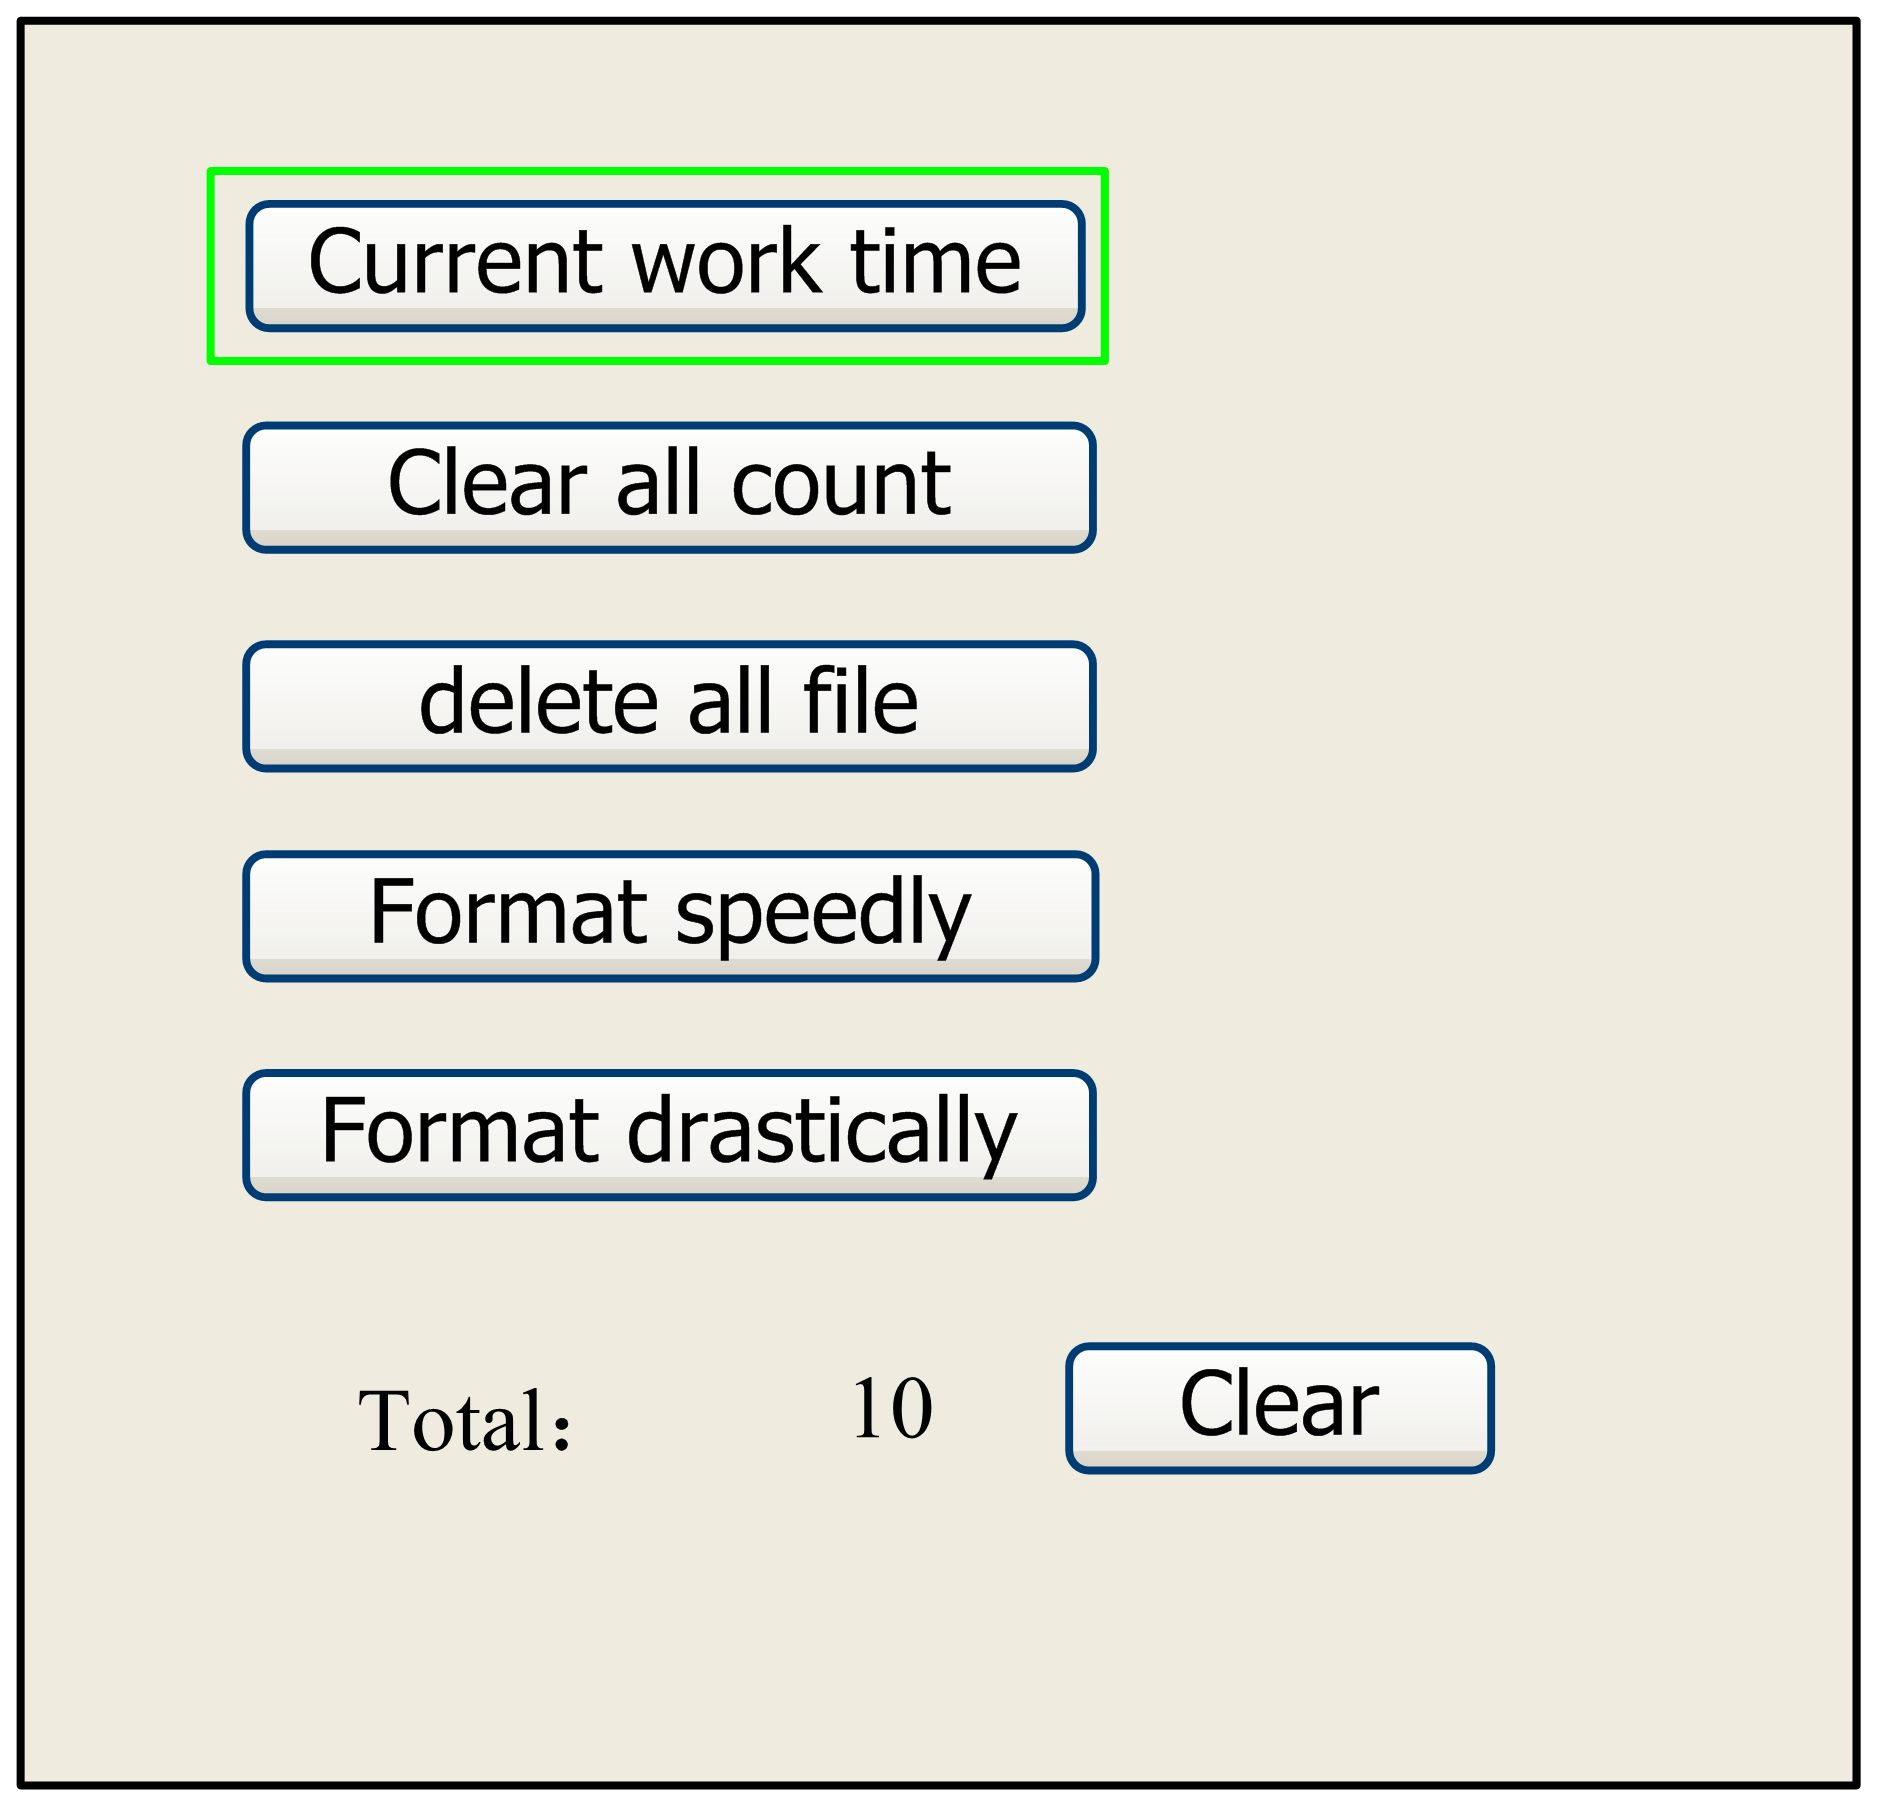 Current work time
Clear all count
delete all file
Format speedly
Format drastically
Total： 10 Clear